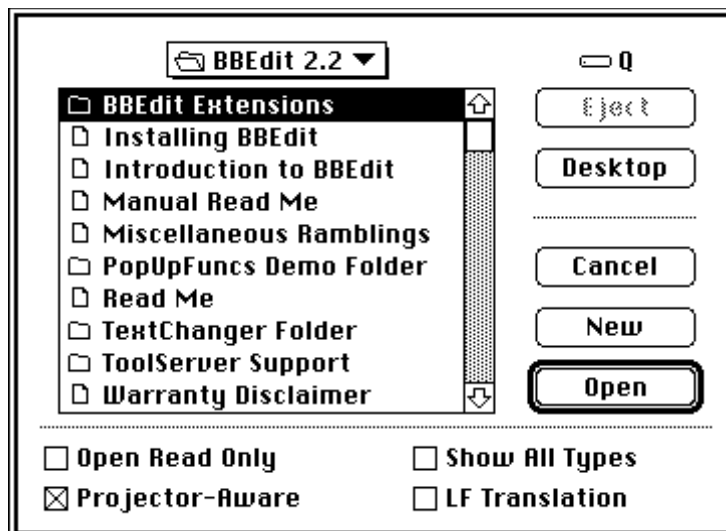 BBEdit 2.2
Q
BBEdit Extensions
Installing BBEdit
Introduction to BBEdit
Manual Read Me
Miscellaneous Ramblings
PopUpFuncs Demo Folder
Read Me
TextChanger Folder
ToolServer Support
Warranty Disclaimer
Eject
Desktop
Cancel
New
Open
Open Read Only
Show All Types
Projector-Aware
LF Translation